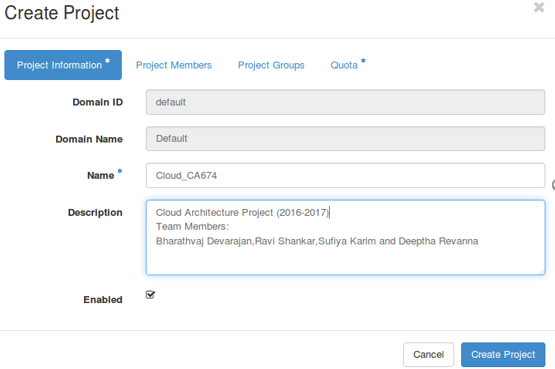 Create Project
Project Information *
Project Members
Project Groups
Quota *
Domain ID
default
Domain Name
Default
Name *
Cloud_CA674
Description
Cloud Architecture Project (2016-2017)
Team Members:
Bharathvaj Devarajan,Ravi Shankar,Sufiya Karim and Deeptha Revanna
Enabled
Cancel
Create Project